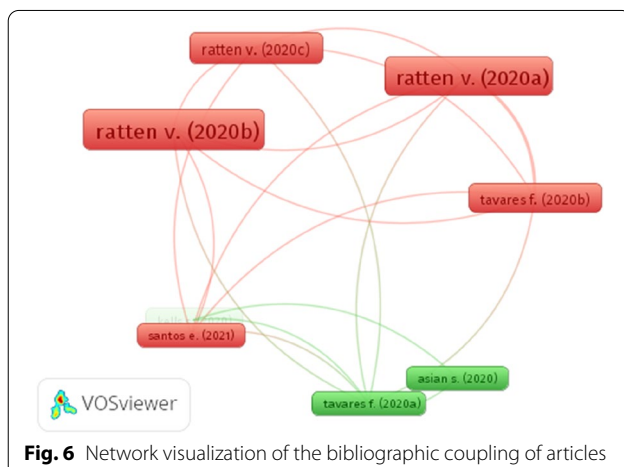 ratten v. (2020c)
ratten v. (2020a)
ratten v. (2020b)
tavares f. (2020b)
santos e. (2021)
asian s. (2020)
tavares f. (2020a)
VOSviewer
Fig. 6 Network visualization of the bibliographic coupling of articles